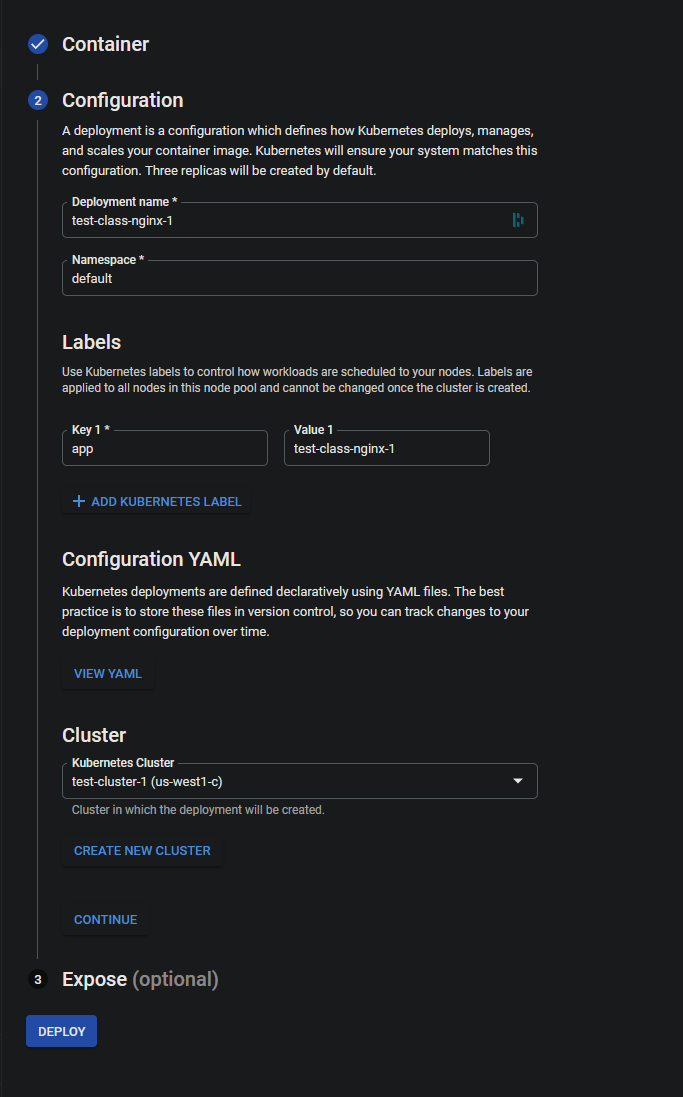 Container
2
Configuration
A deployment is a configuration which defines how Kubernetes deploys, manages,
and scales your container image. Kubernetes will ensure your system matches this
configuration. Three replicas will be created by default.
Deployment name *
test-class-nginx-1
Namespace *
default
Labels
Use Kubernetes labels to control how workloads are scheduled to your nodes. Labels are
applied to all nodes in this node pool and cannot be changed once the cluster is created.
Key 1 *
app
Value 1
test-class-nginx-1
ADD KUBERNETES LABEL
Configuration YAML
Kubernetes deployments are defined declaratively using YAML files. The best
practice is to store these files in version control, so you can track changes to your
deployment configuration over time.
VIEW YAML
Cluster
Kubernetes Cluster
test-cluster-1 (us-west1-c)
Cluster in which the deployment will be created.
CREATE NEW CLUSTER
CONTINUE
3
Expose (optional)
DEPLOY